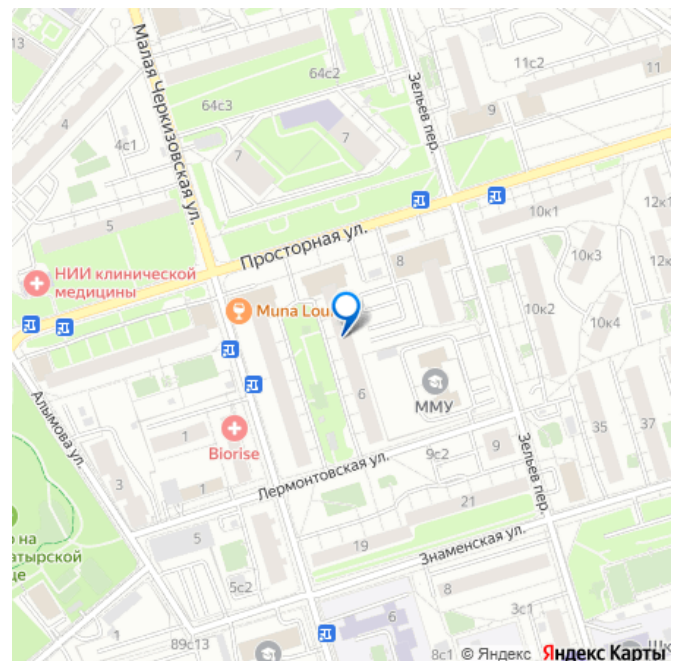 13
Малая Черкизовская ул.
64с2
11с2
11
64с3
Зельев пер.
9
4
4с1
7
7
5
12к1
10к1
Просторная ул.
8
10к3
НИИ клинической
медицины
12к
Muna Lou
10к2
10к4
6
ММУ
Алымова ул.
1
Biorise
35
37
3
1
Лермонтовская ул.
9с2
9
Зельев пер.
21
о на
атырской
це
5
19
Знаменская ул.
5с2
8
3с1
6
1
89с13
8с1
© Яндекс Яндекс Карты
Шк